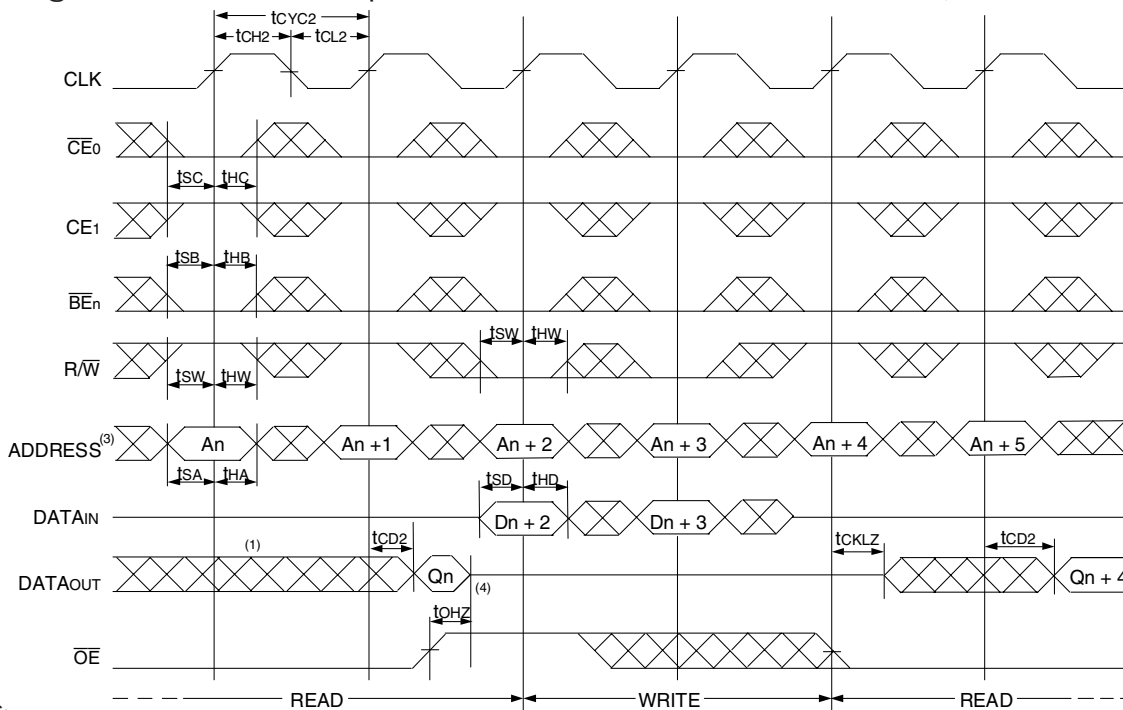 tCYC2
tCH2 tCL2
CLK
CE0
tSC tHC
CE1
tSB tHB
BEn
tSW tHW
R/W
tSW tHW
ADDRESS(3) An An + 1 An + 2 An + 3 An + 4 An + 5
tSA tHA tSD tHD
DATAIN Dn + 2 Dn + 3
tCD2 tCKLZ tCD2
(1)
DATAOUT Qn Qn + 4
(4)
tOHZ
OE
READ WRITE READ